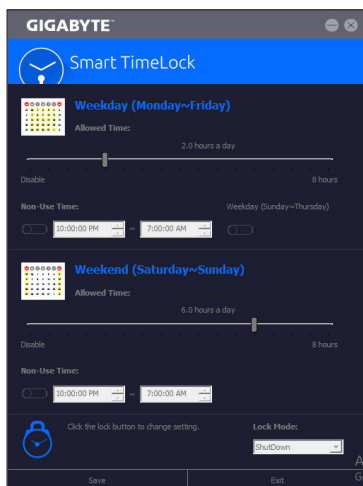 GIGABYTE™
Smart TimeLock
Weekday (Monday~Friday)
Allowed Time:
2.0 hours a day
Disable 8 hours
Non-Use Time: Weekday (Sunday~Thursday)
10:00:00 PM ~ 7:00:00 AM
Weekend (Saturday~Sunday)
Allowed Time:
6.0 hours a day
Disable 8 hours
Non-Use Time:
10:00:00 PM ~ 7:00:00 AM
Click the lock button to change setting. Lock Mode:
ShutDown
A
Save Exit G